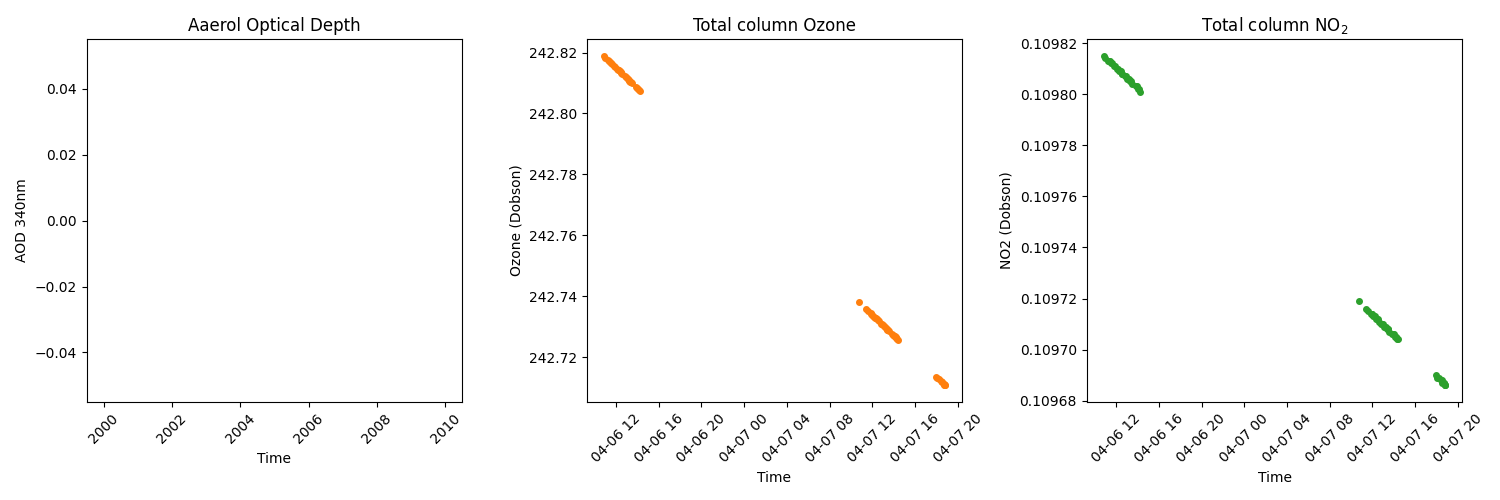 Aaerol Optical Depth
AOD 340nm
0.04
0.02
0.00
−0.02
−0.04
2000 2002 2004 2006 2008 2010
Time
Total column Ozone
Ozone (Dobson)
242.82
242.80
242.78
242.76
242.74
242.72
04-06 12 04-06 16 04-06 20 04-07 00 04-07 04 04-07 08 04-07 12 04-07 16 04-07 20
Time
Total column NO₂
NO2 (Dobson)
0.10982
0.10980
0.10978
0.10976
0.10974
0.10972
0.10970
0.10968
04-06 12 04-06 16 04-06 20 04-07 00 04-07 04 04-07 08 04-07 12 04-07 16 04-07 20
Time